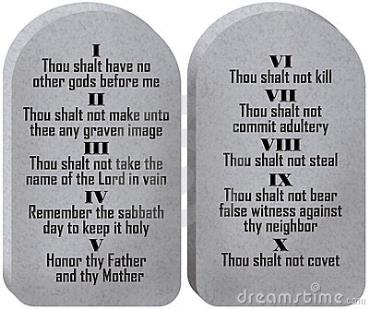 I
Thou shalt have no
other gods before me
II
Thou shalt not make unto
thee any graven image
III
Thou shalt not take the
name of the Lord in vain
IV
Remember the sabbath
day to keep it holy
V
Honor thy Father
and thy Mother
VI
Thou shalt not kill
VII
Thou shalt not
commit adultery
VIII
Thou shalt not steal
IX
Thou shalt not bear
false witness against
thy neighbor
X
Thou shalt not covet
dreamstime.com